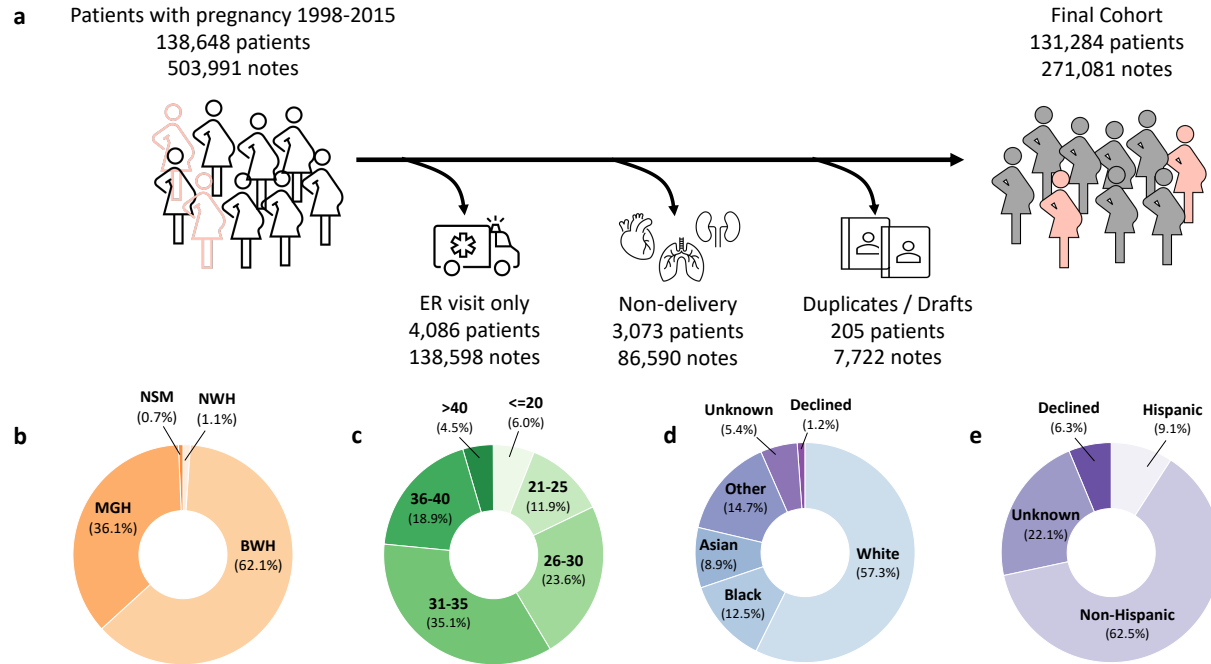 a
Patients with pregnancy 1998-2015
138,648 patients
503,991 notes
Final Cohort
131,284 patients
271,081 notes
ER visit only
4,086 patients
138,598 notes
Non-delivery
3,073 patients
86,590 notes
Duplicates / Drafts
205 patients
7,722 notes
b
NSM
(0.7%)
NWH
(1.1%)
MGH
(36.1%)
BWH
(62.1%)
c
>40
(4.5%)
<=20
(6.0%)
36-40
(18.9%)
21-25
(11.9%)
26-30
(23.6%)
31-35
(35.1%)
d
Unknown
(5.4%)
Declined
(1.2%)
Other
(14.7%)
Asian
(8.9%)
White
(57.3%)
Black
(12.5%)
e
Declined
(6.3%)
Hispanic
(9.1%)
Unknown
(22.1%)
Non-Hispanic
(62.5%)